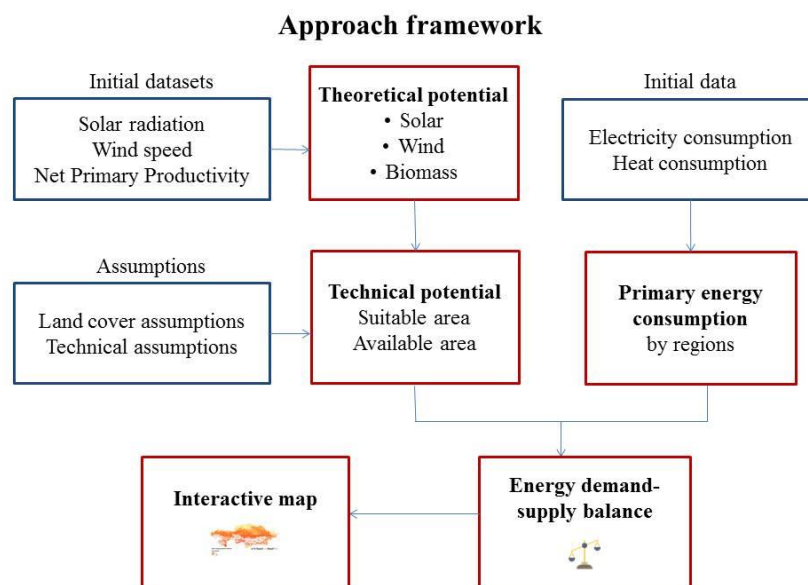 Approach framework
Initial datasets
Solar radiation
Wind speed
Net Primary Productivity
Theoretical potential
• Solar
• Wind
• Biomass
Initial data
Electricity consumption
Heat consumption
Assumptions
Land cover assumptions
Technical assumptions
Technical potential
Suitable area
Available area
Primary energy
consumption
by regions
Interactive map
Energy demand-
supply balance